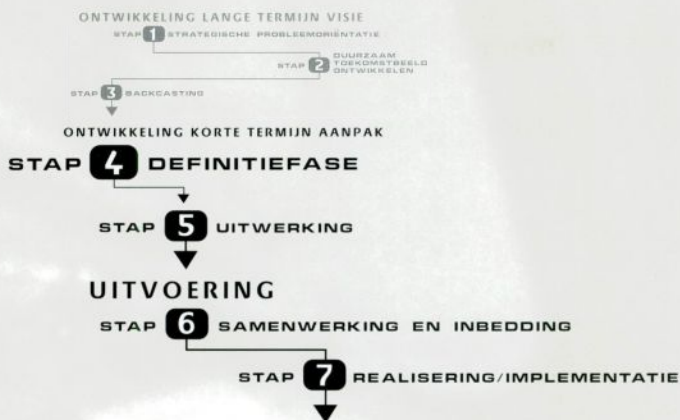 ONTWIKKELING LANGE TERMIJN VISIE
STAP 1 STRATEGISCHE PROBLEEMORIËNTATIE
STAP 2 DUURZAAM
TOEKOMSTBEELD
ONTWIKKELEN
STAP 3 BACKCASTING
ONTWIKKELING KORTE TERMIJN AANPAK
STAP 4 DEFINITIEFASE
STAP 5 UITWERKING
UITVOERING
STAP 6 SAMENWERKING EN INBEDDING
STAP 7 REALISERING/IMPLEMENTATIE